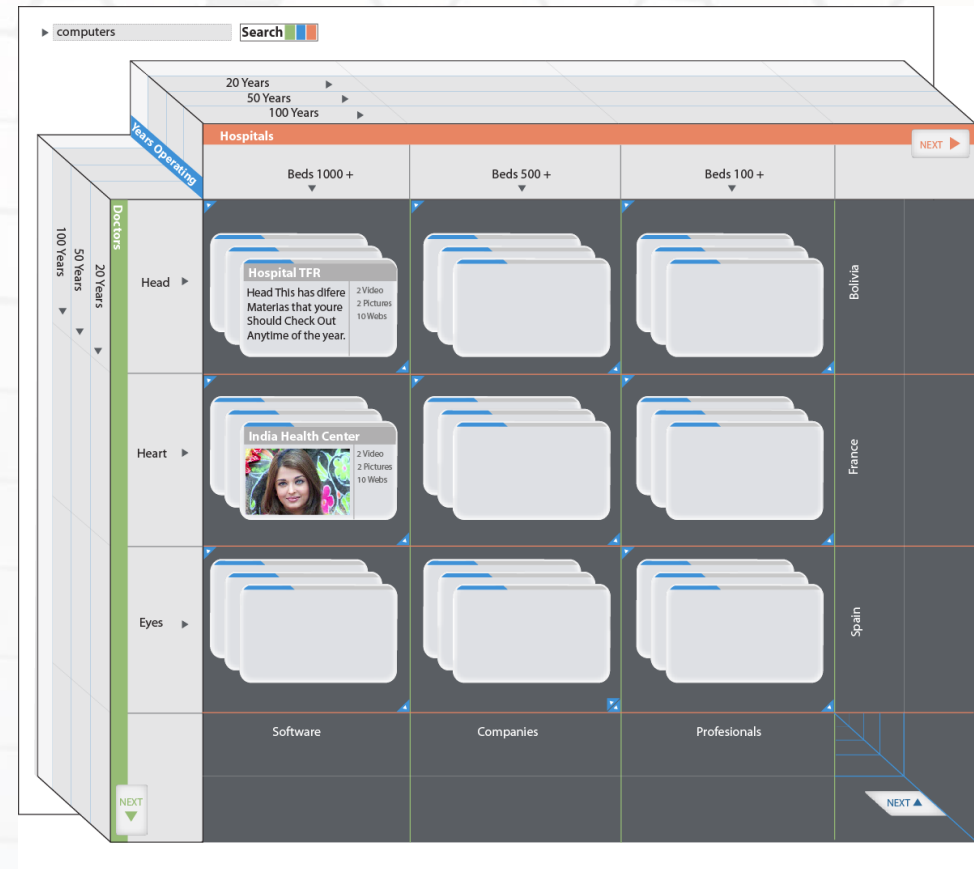 computers
Search
20 Years
50 Years
100 Years
Years Operating
Hospitals
NEXT
Beds 1000 +
Beds 500 +
Beds 100 +
Doctors
100 Years
50 Years
20 Years
Head
Hospital TFR
Head This has difere
Materias that youre
Should Check Out
Anytime of the year.
2 Video
2 Pictures
10 Webs
Bolivia
Heart
India Health Center
2 Video
2 Pictures
10 Webs
France
Eyes
Spain
Software
Companies
Profesionals
NEXT
NEXT